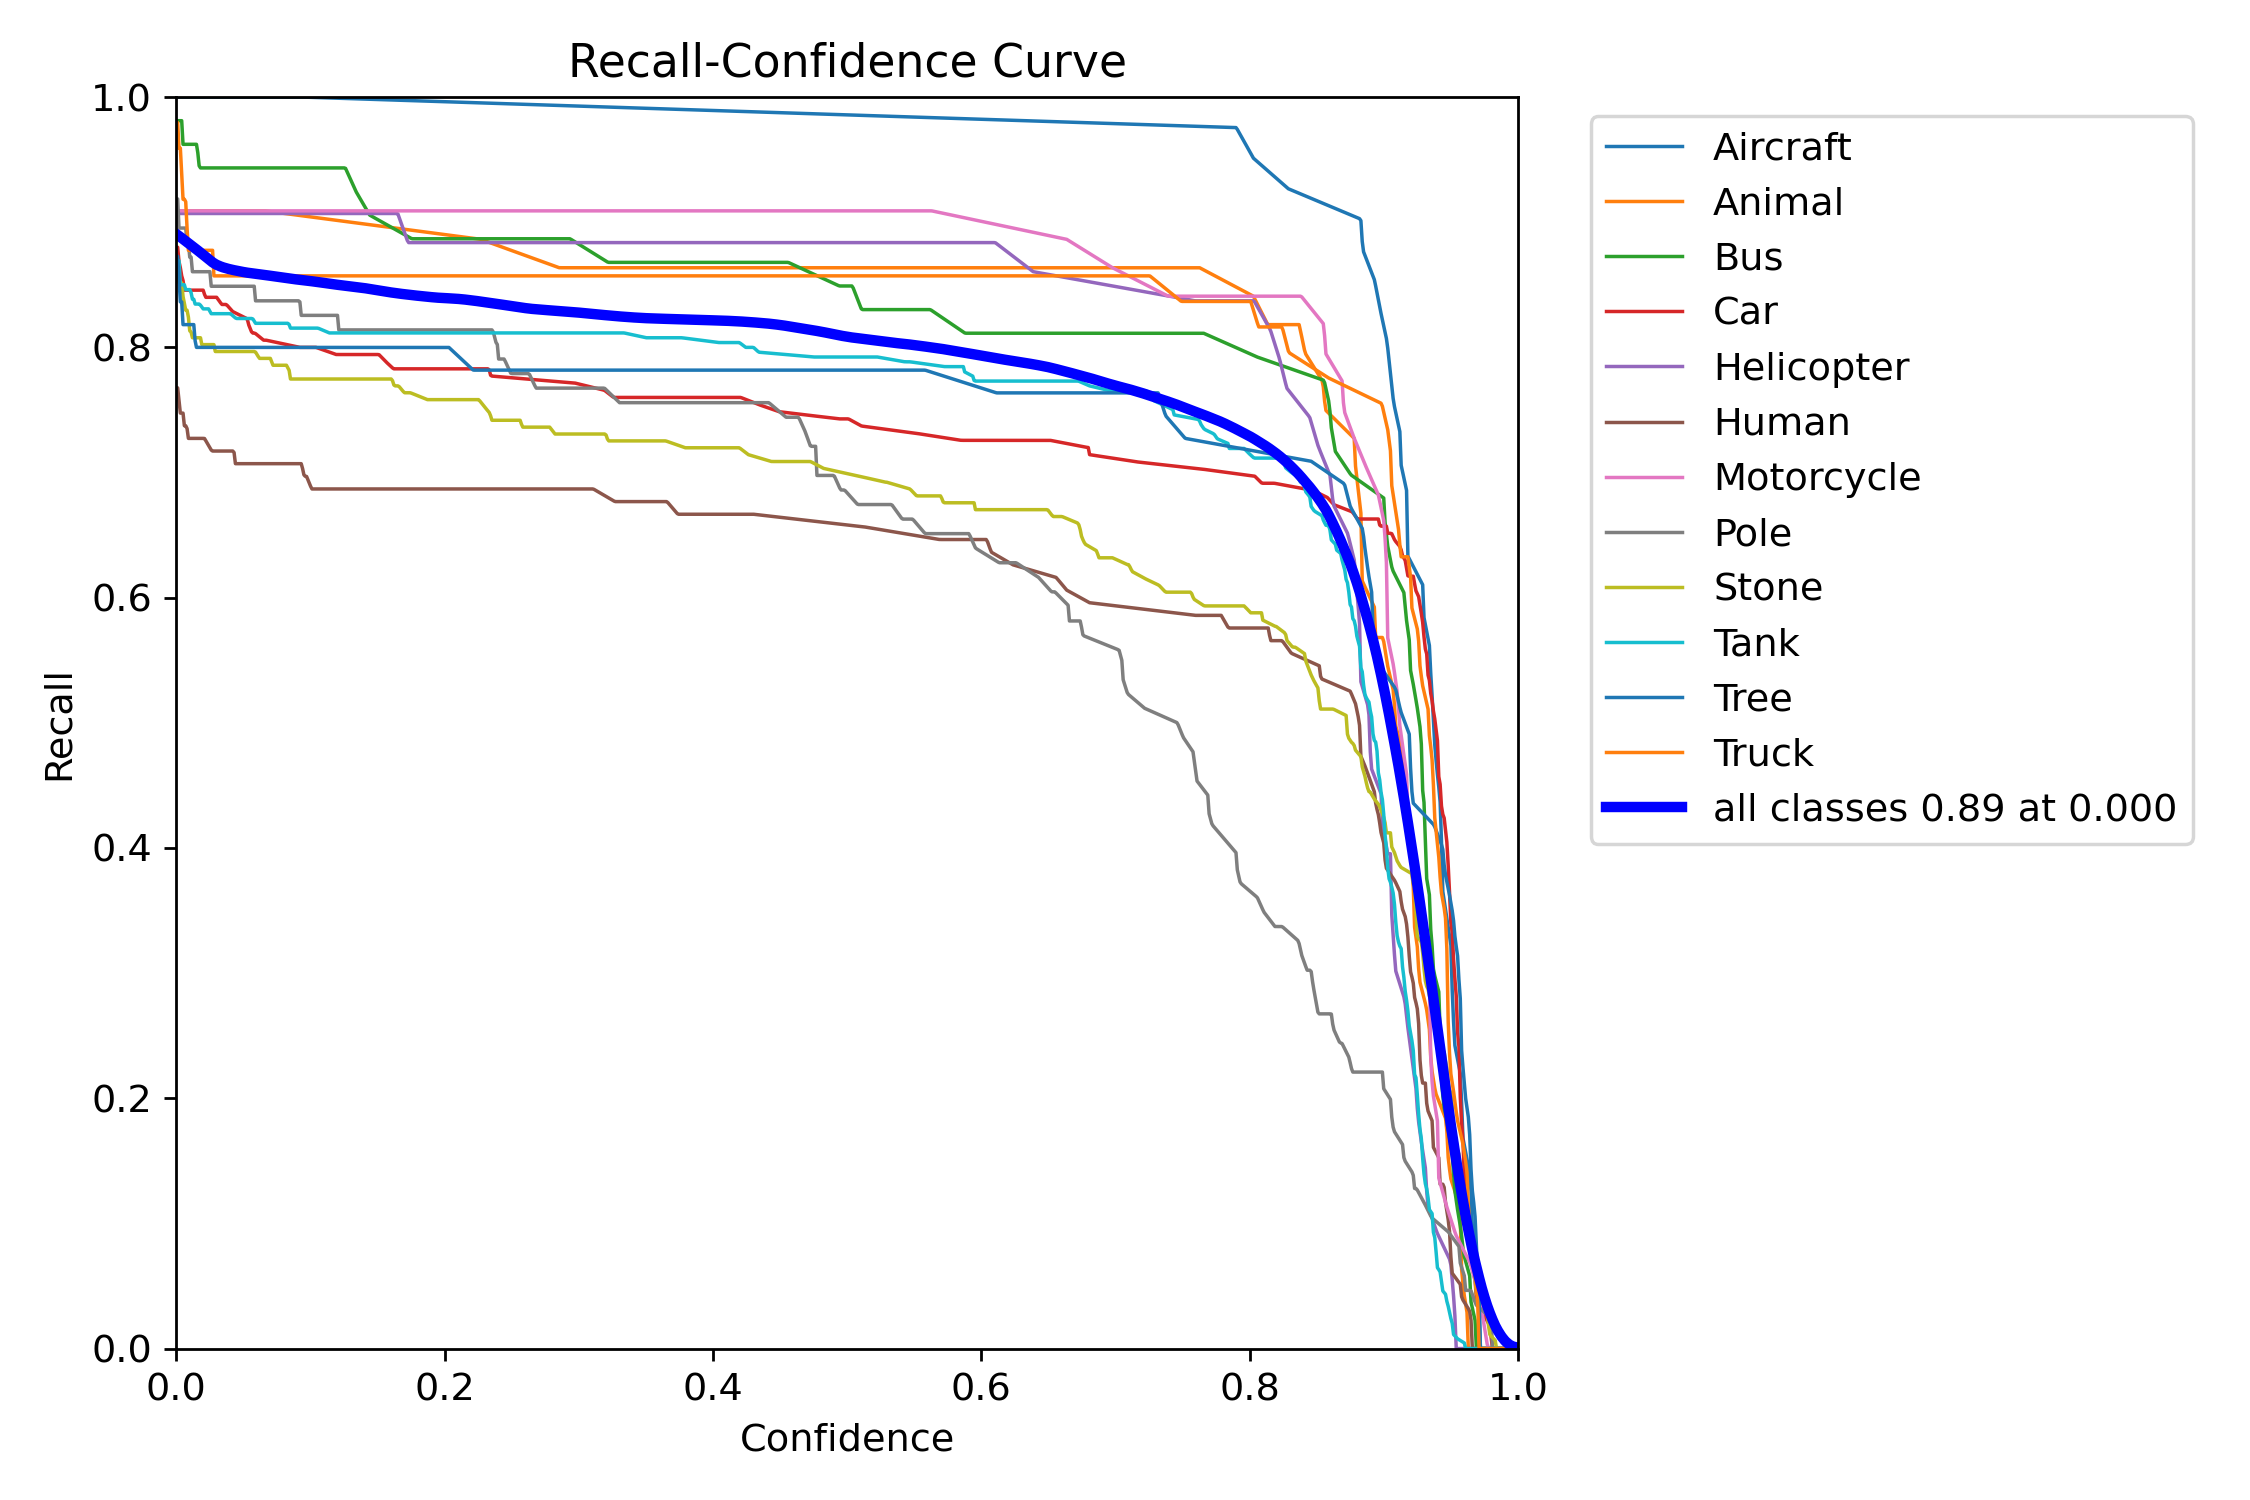 Recall-Confidence Curve
1.0
0.8
0.6
0.4
0.2
0.0
Recall
0.0 0.2 0.4 0.6 0.8 1.0
Confidence
Aircraft
Animal
Bus
Car
Helicopter
Human
Motorcycle
Pole
Stone
Tank
Tree
Truck
all classes 0.89 at 0.000